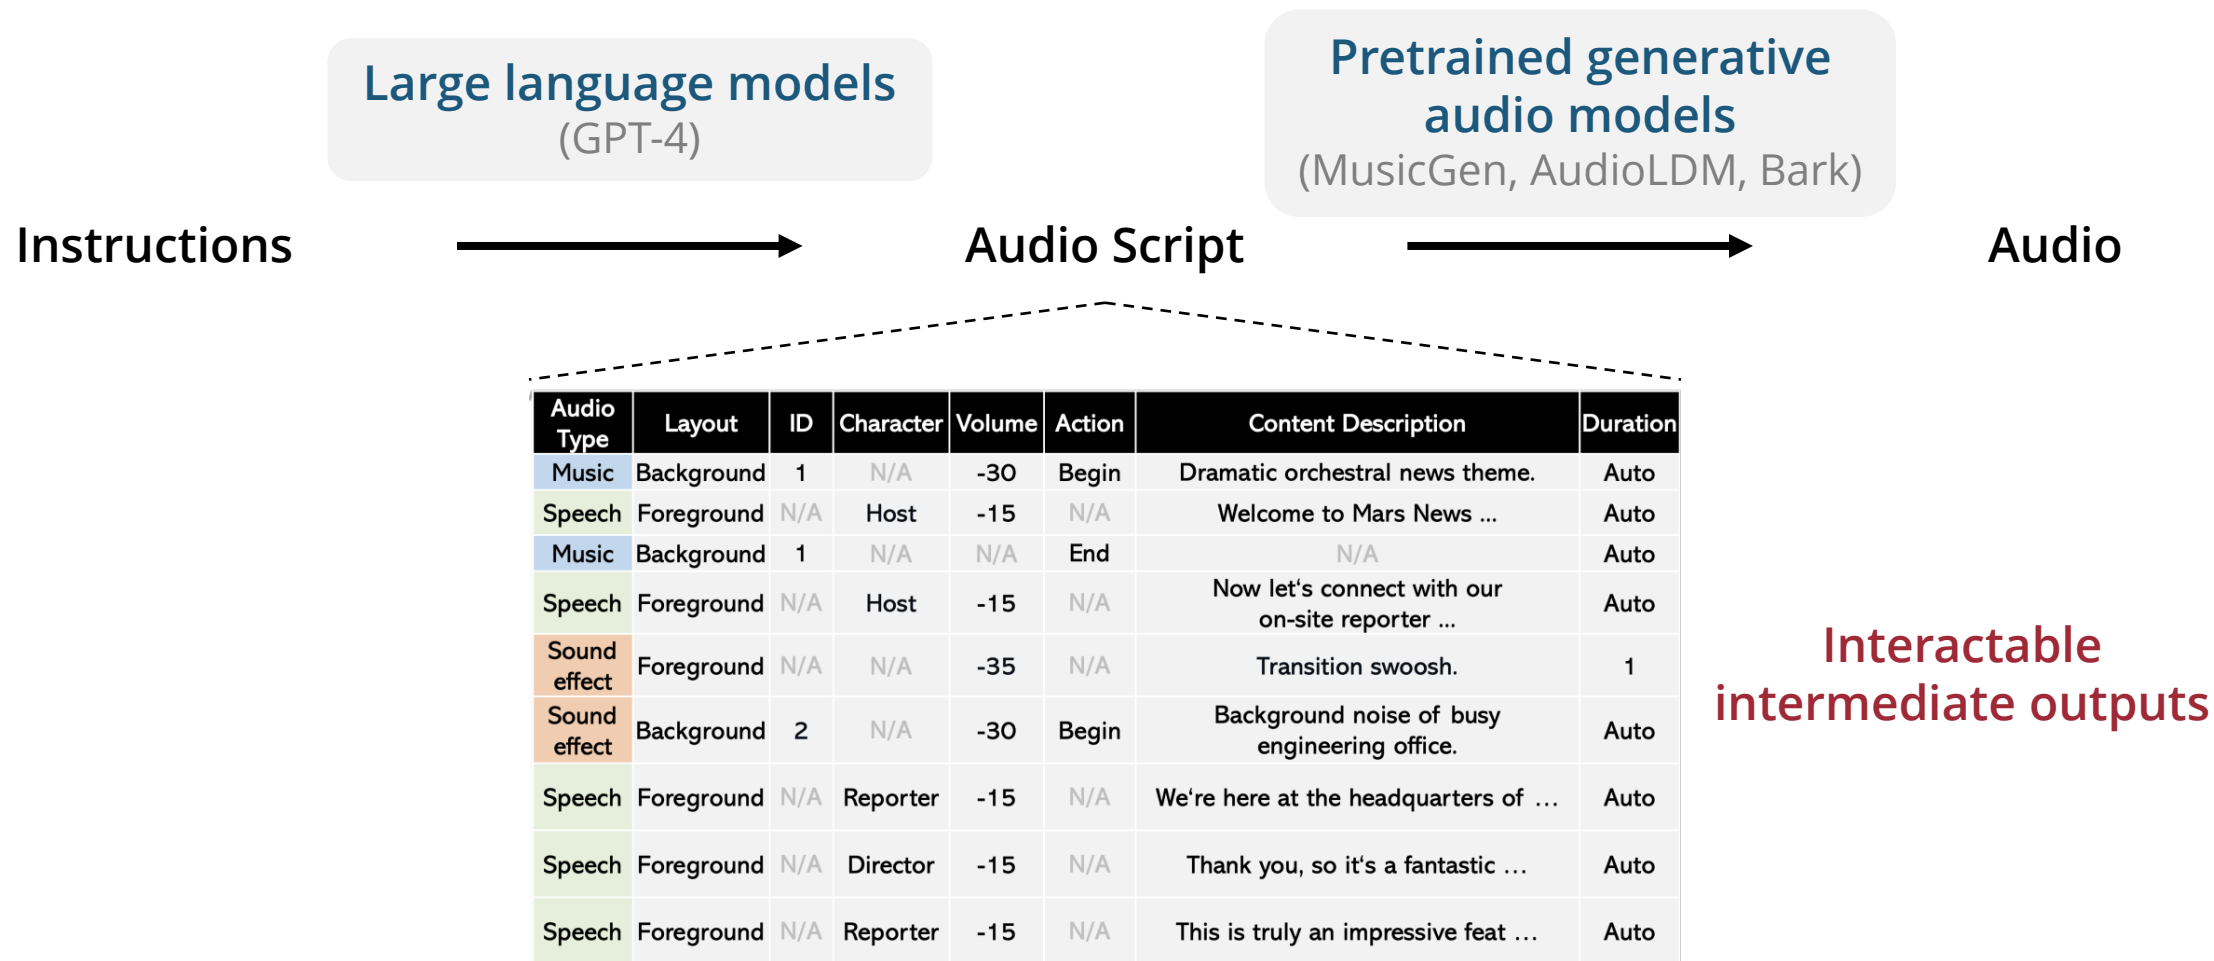 Large language models
(GPT-4)
Pretrained generative
audio models
(MusicGen, AudioLDM, Bark)
Instructions
Audio Script
Audio
Audio Type Layout ID Character Volume Action Content Description Duration
Music Background 1 N/A -30 Begin Dramatic orchestral news theme. Auto
Speech Foreground N/A Host -15 N/A Welcome to Mars News ... Auto
Music Background 1 N/A N/A End N/A Auto
Speech Foreground N/A Host -15 N/A Now let‘s connect with our on-site reporter ... Auto
Sound effect Foreground N/A N/A -35 N/A Transition swoosh. 1
Sound effect Background 2 N/A -30 Begin Background noise of busy engineering office. Auto
Speech Foreground N/A Reporter -15 N/A We‘re here at the headquarters of … Auto
Speech Foreground N/A Director -15 N/A Thank you, so it‘s a fantastic … Auto
Speech Foreground N/A Reporter -15 N/A This is truly an impressive feat … Auto
Interactable
intermediate outputs